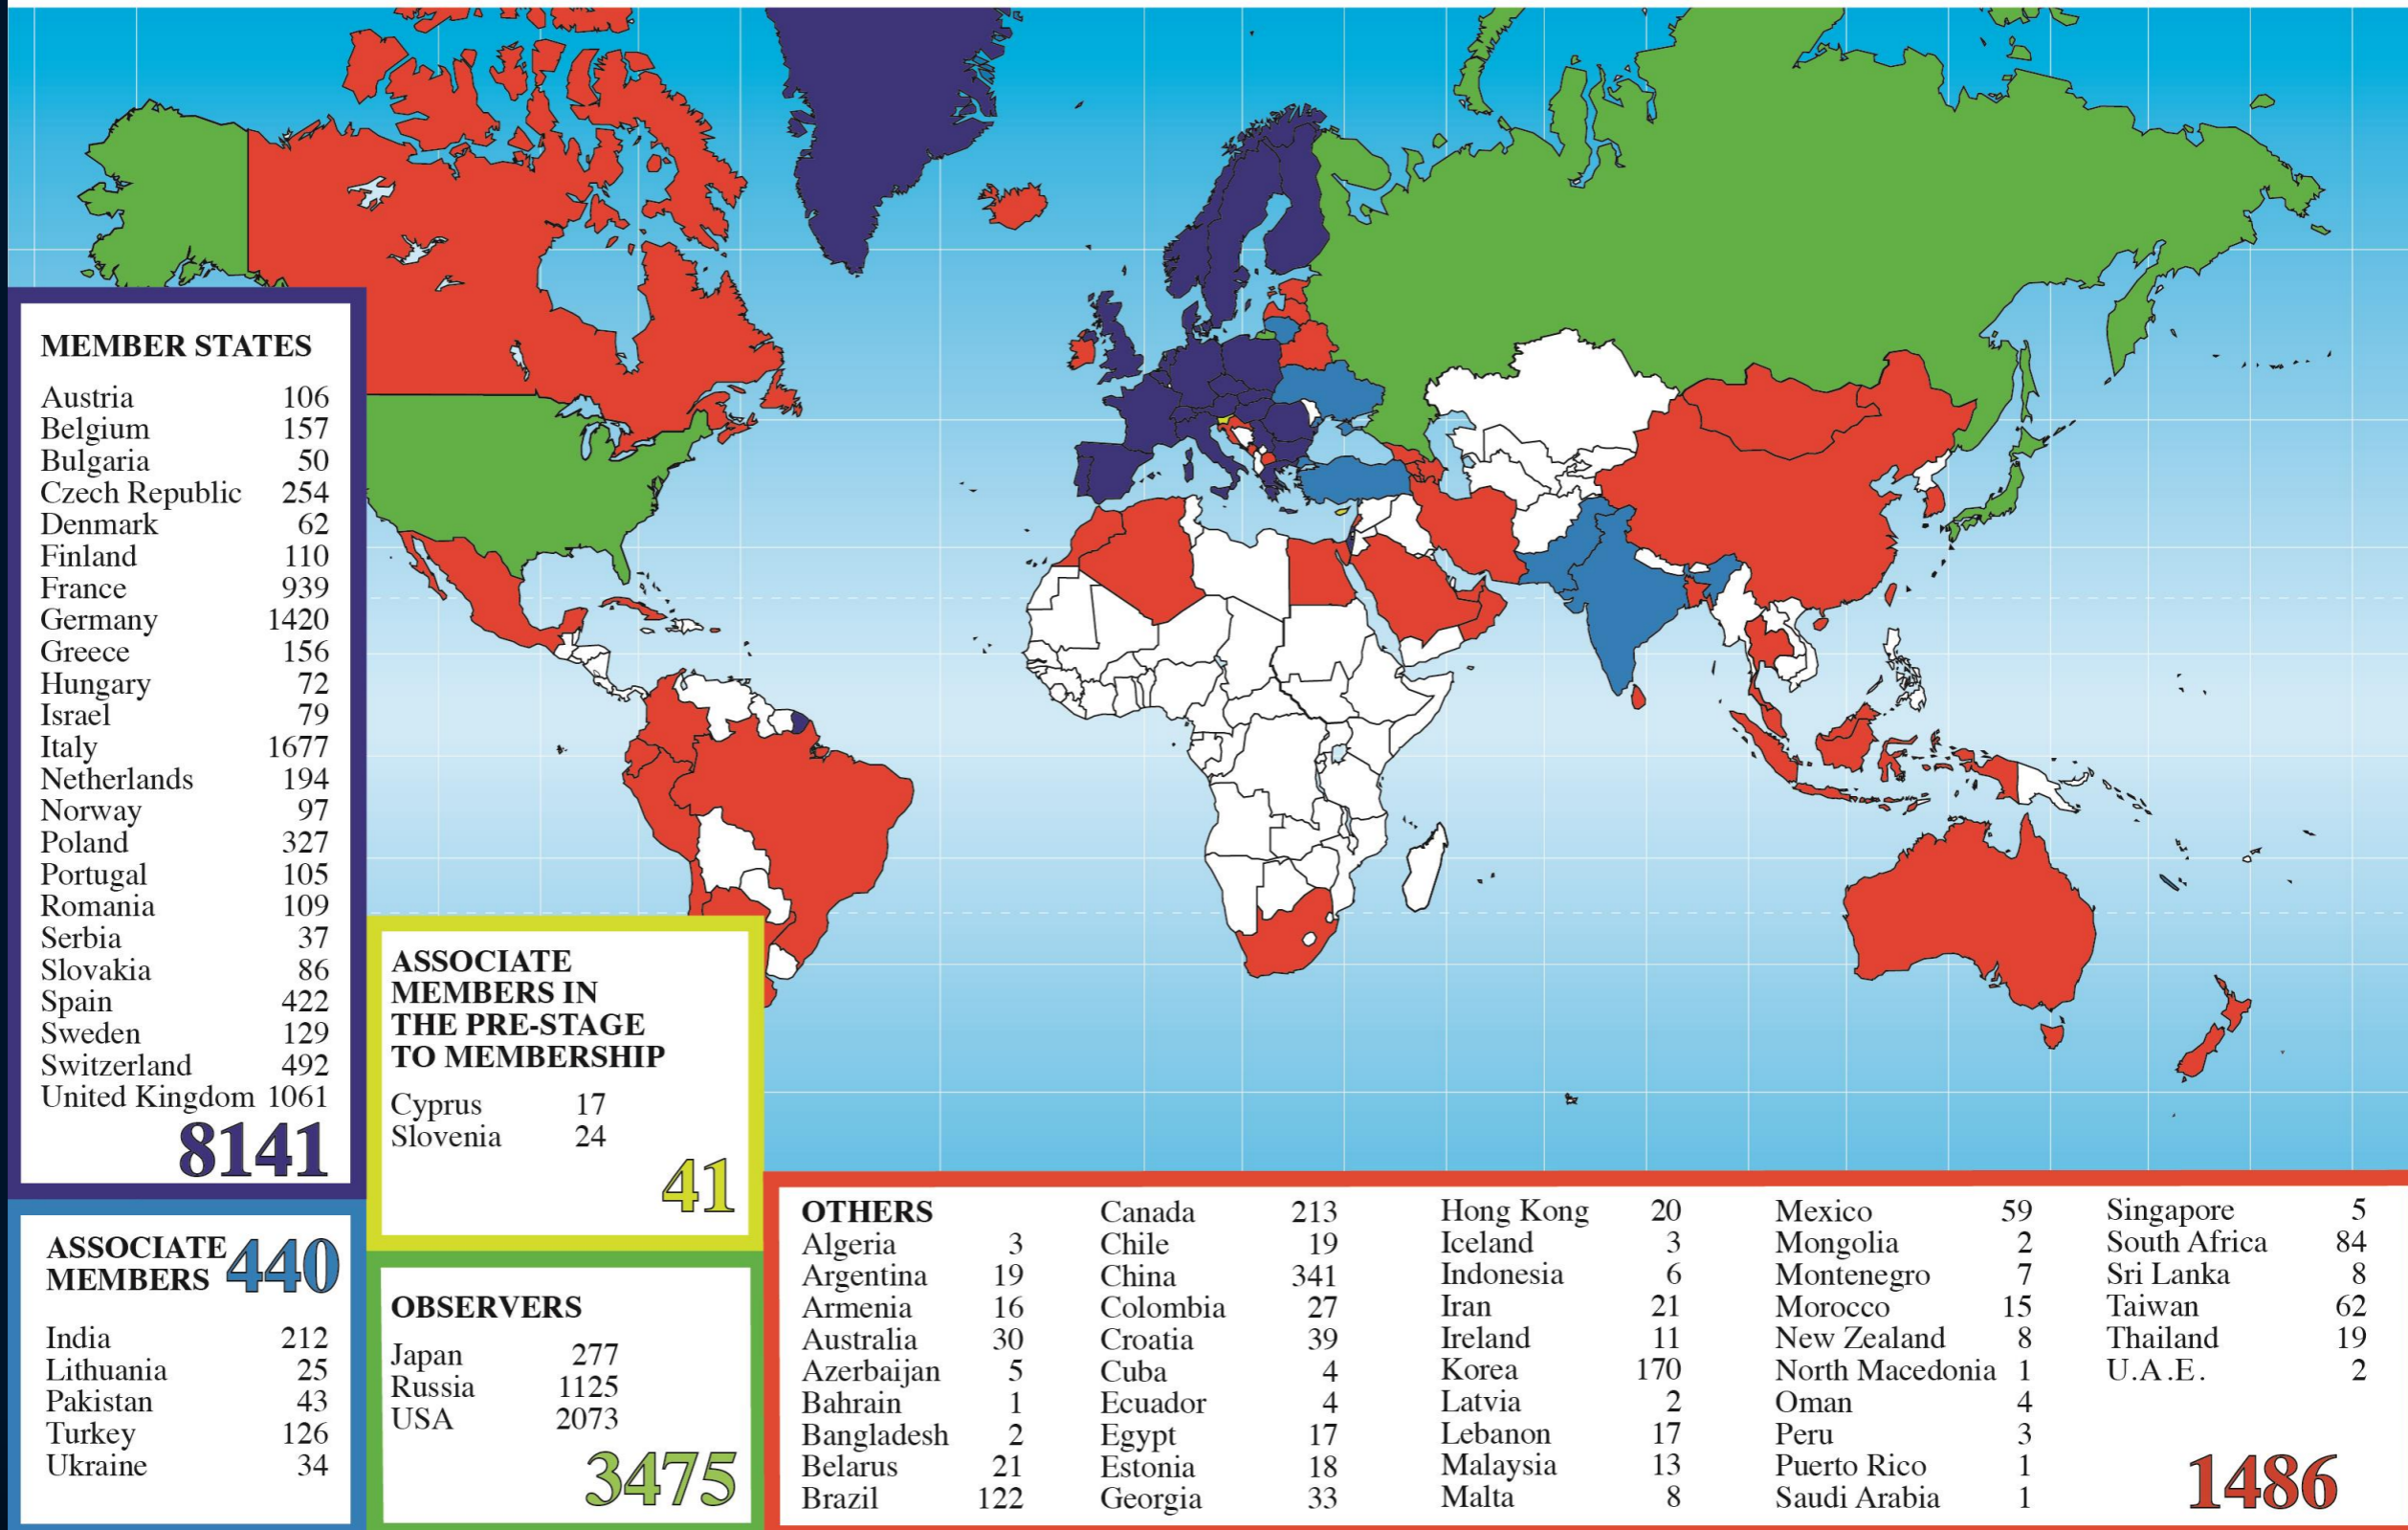 MEMBER STATES
Austria 106
Belgium 157
Bulgaria 50
Czech Republic 254
Denmark 62
Finland 110
France 939
Germany 1420
Greece 156
Hungary 72
Israel 79
Italy 1677
Netherlands 194
Norway 97
Poland 327
Portugal 105
Romania 109
Serbia 37
Slovakia 86
Spain 422
Sweden 129
Switzerland 492
United Kingdom 1061
8141
ASSOCIATE
MEMBERS 440
India 212
Lithuania 25
Pakistan 43
Turkey 126
Ukraine 34
ASSOCIATE
MEMBERS IN
THE PRE-STAGE
TO MEMBERSHIP
Cyprus 17
Slovenia 24
41
OBSERVERS
Japan 277
Russia 1125
USA 2073
3475
OTHERS
Algeria 3
Argentina 19
Armenia 16
Australia 30
Azerbaijan 5
Bahrain 1
Bangladesh 2
Belarus 21
Brazil 122
Canada 213
Chile 19
China 341
Colombia 27
Croatia 39
Cuba 4
Ecuador 4
Egypt 17
Estonia 18
Georgia 33
Hong Kong 20
Iceland 3
Indonesia 6
Iran 21
Ireland 11
Korea 170
Latvia 2
Lebanon 17
Malaysia 13
Malta 8
Mexico 59
Mongolia 2
Montenegro 7
Morocco 15
New Zealand 8
North Macedonia 1
Oman 4
Peru 3
Puerto Rico 1
Saudi Arabia 1
Singapore 5
South Africa 84
Sri Lanka 8
Taiwan 62
Thailand 19
U.A.E. 2
1486